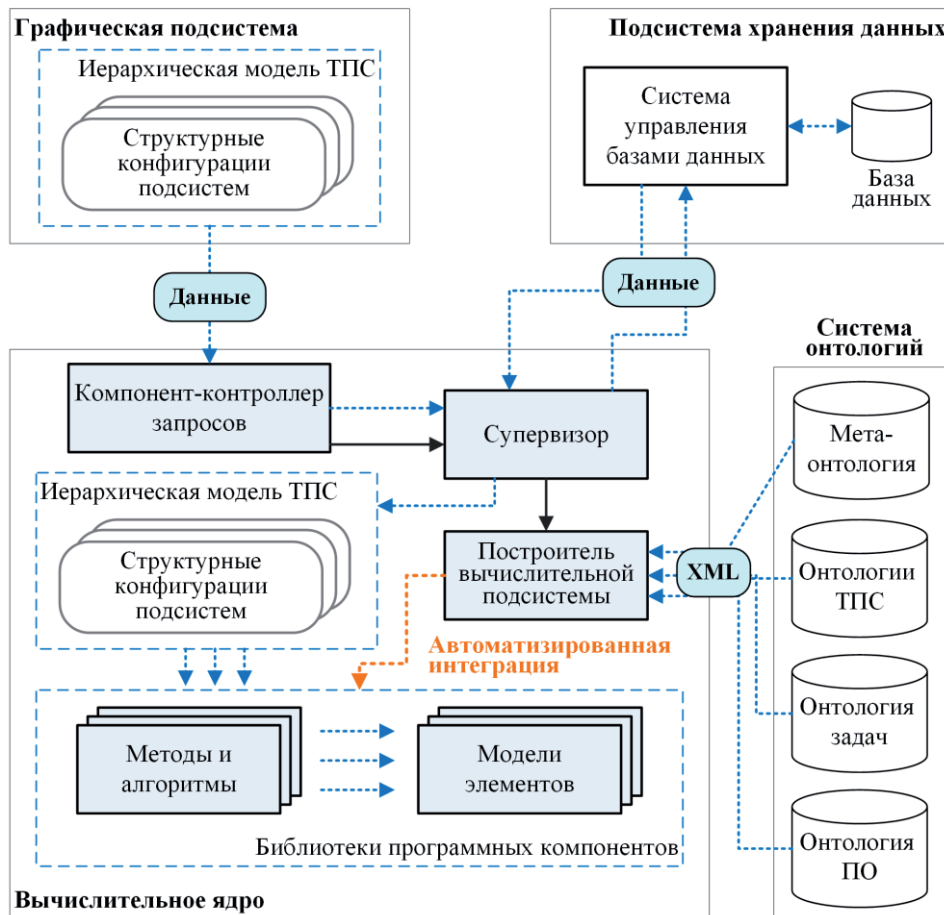 Графическая подсистема
Иерархическая модель ТПС
Структурные
конфигурации
подсистем
Подсистема хранения данных
Система
управления
базами данных
База
данных
Данные
Данные
Система
онтологий
Компонент-контроллер
запросов
Супервизор
Мета-
онтология
Иерархическая модель ТПС
Структурные
конфигурации
подсистем
Построитель
вычислительной
подсистемы
XML
Онтологии
ТПС
Автоматизированная
интеграция
Онтология
задач
Методы и
алгоритмы
Модели
элементов
Библиотеки программных компонентов
Онтология
ПО
Вычислительное ядро